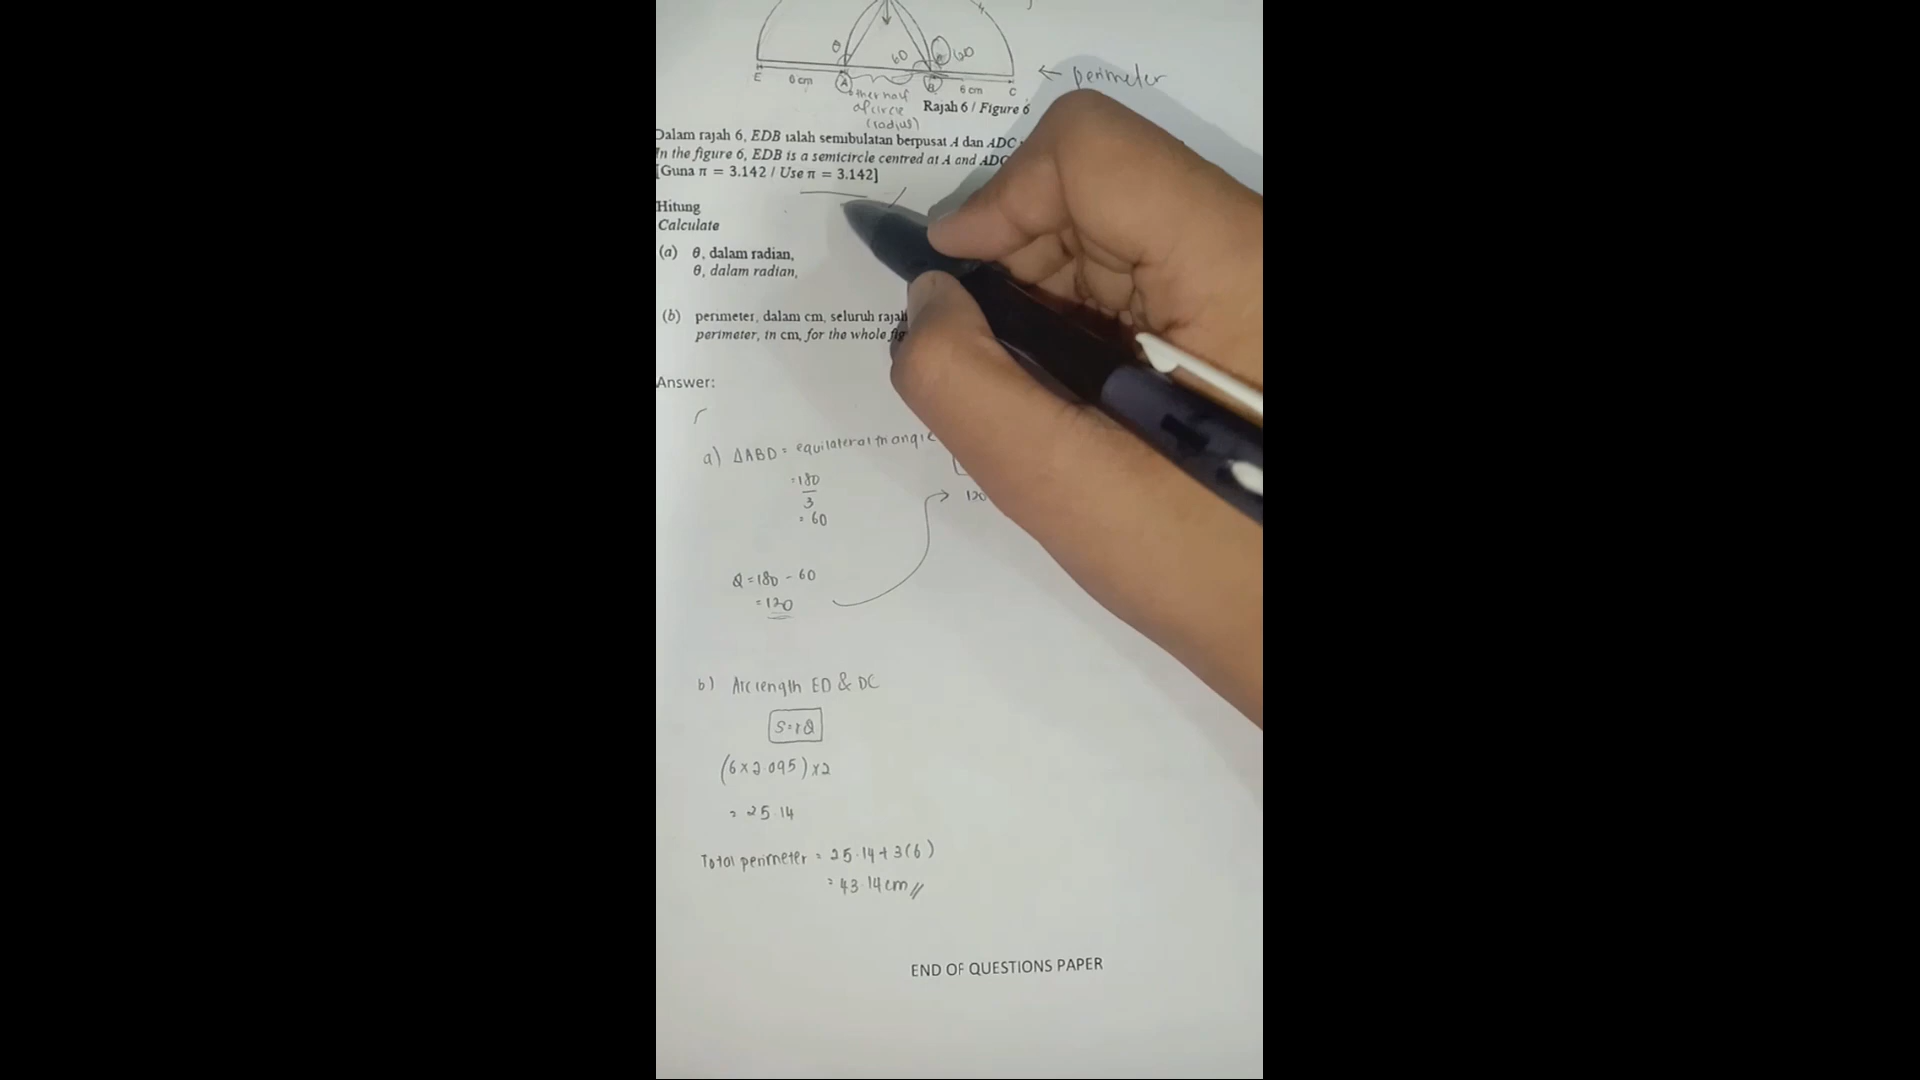 θ 60 60
← perimeter
E 6 cm A B 6 cm C
other half
of circle
(radius)
Rajah 6 / Figure 6
Dalam rajah 6, EDB ialah semibulatan berpusat A dan ADC
In the figure 6, EDB is a semicircle centred at A and ADC
[Guna π = 3.142 / Use π = 3.142]
Hitung
Calculate
(a) θ, dalam radian,
θ, dalam radian,
(b) perimeter, dalam cm, seluruh rajah
perimeter, in cm, for the whole
Answer:
a) ΔABD = equilateral triangle
= 180
3
= 60
120
θ = 180 - 60
= 120
b) Arc length ED & DC
S = rθ
(6 × 2.095) × 2
= 25.14
Total perimeter = 25.14 + 3(6)
= 43.14 cm //
END OF QUESTIONS PAPER